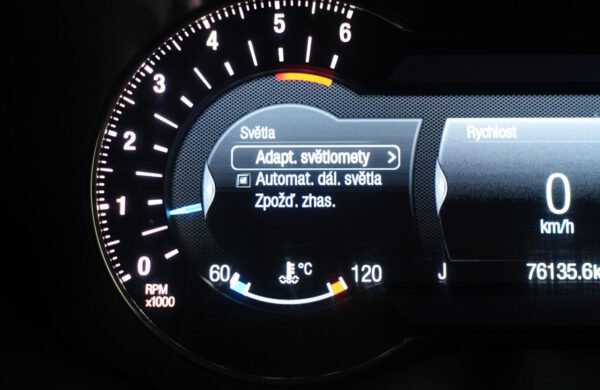 6
5
4
3
2
1
0
RPM
x1000
Světla
Adapt. světlomety >
Automat. dál. světla
Zpožď. zhas.
60 °C 120
Rychlost
0
km/h
J 76135.6k